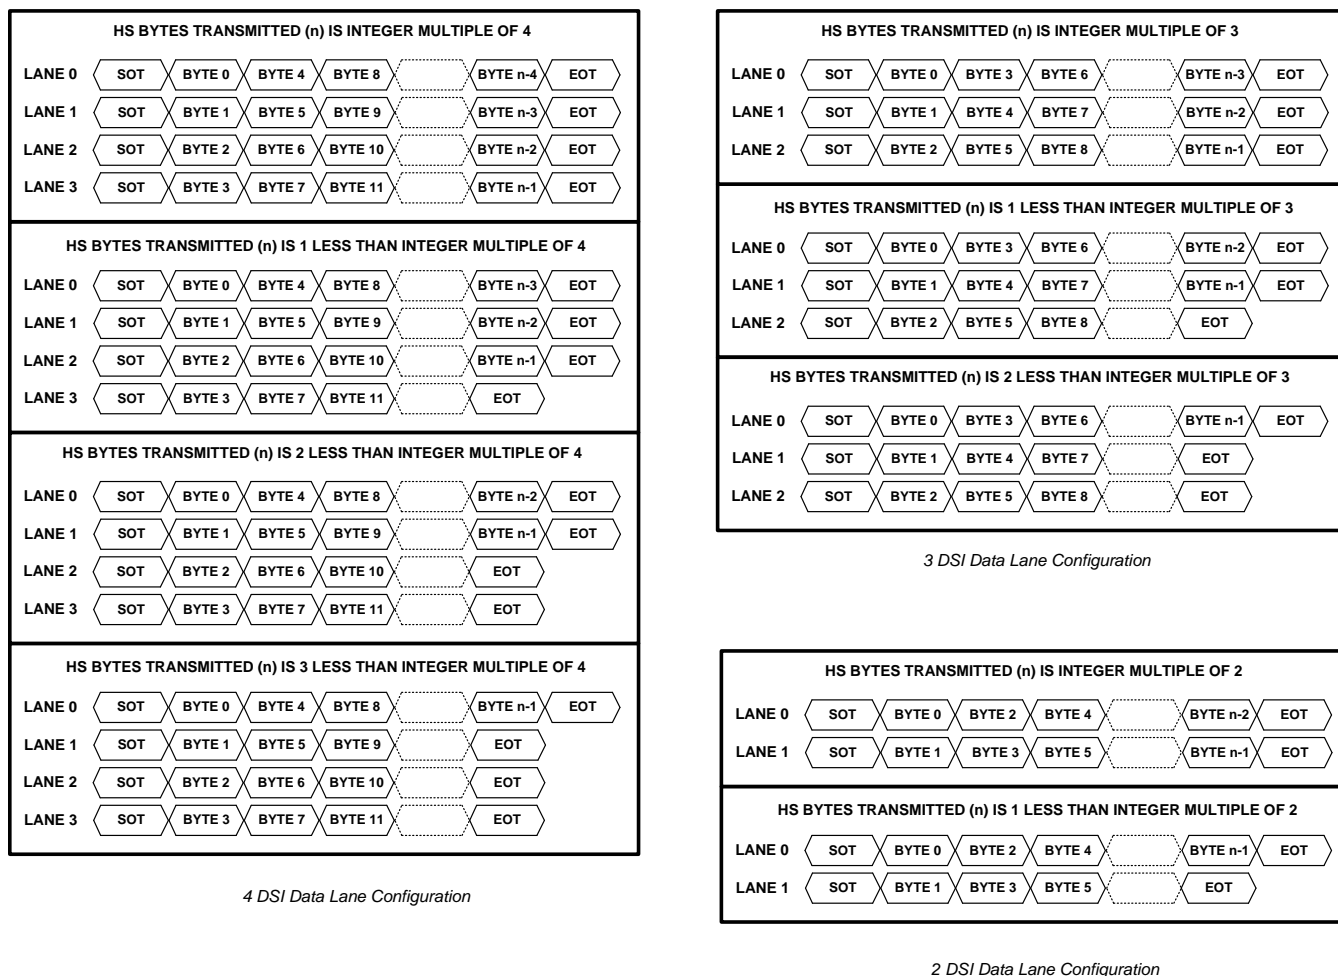 HS BYTES TRANSMITTED (n) IS INTEGER MULTIPLE OF 4
LANE 0 SOT BYTE 0 BYTE 4 BYTE 8 BYTE n-4 EOT
LANE 1 SOT BYTE 1 BYTE 5 BYTE 9 BYTE n-3 EOT
LANE 2 SOT BYTE 2 BYTE 6 BYTE 10 BYTE n-2 EOT
LANE 3 SOT BYTE 3 BYTE 7 BYTE 11 BYTE n-1 EOT
HS BYTES TRANSMITTED (n) IS 1 LESS THAN INTEGER MULTIPLE OF 4
LANE 0 SOT BYTE 0 BYTE 4 BYTE 8 BYTE n-3 EOT
LANE 1 SOT BYTE 1 BYTE 5 BYTE 9 BYTE n-2 EOT
LANE 2 SOT BYTE 2 BYTE 6 BYTE 10 BYTE n-1 EOT
LANE 3 SOT BYTE 3 BYTE 7 BYTE 11 EOT
HS BYTES TRANSMITTED (n) IS 2 LESS THAN INTEGER MULTIPLE OF 4
LANE 0 SOT BYTE 0 BYTE 4 BYTE 8 BYTE n-2 EOT
LANE 1 SOT BYTE 1 BYTE 5 BYTE 9 BYTE n-1 EOT
LANE 2 SOT BYTE 2 BYTE 6 BYTE 10 EOT
LANE 3 SOT BYTE 3 BYTE 7 BYTE 11 EOT
HS BYTES TRANSMITTED (n) IS 3 LESS THAN INTEGER MULTIPLE OF 4
LANE 0 SOT BYTE 0 BYTE 4 BYTE 8 BYTE n-1 EOT
LANE 1 SOT BYTE 1 BYTE 5 BYTE 9 EOT
LANE 2 SOT BYTE 2 BYTE 6 BYTE 10 EOT
LANE 3 SOT BYTE 3 BYTE 7 BYTE 11 EOT
4 DSI Data Lane Configuration
HS BYTES TRANSMITTED (n) IS INTEGER MULTIPLE OF 3
LANE 0 SOT BYTE 0 BYTE 3 BYTE 6 BYTE n-3 EOT
LANE 1 SOT BYTE 1 BYTE 4 BYTE 7 BYTE n-2 EOT
LANE 2 SOT BYTE 2 BYTE 5 BYTE 8 BYTE n-1 EOT
HS BYTES TRANSMITTED (n) IS 1 LESS THAN INTEGER MULTIPLE OF 3
LANE 0 SOT BYTE 0 BYTE 3 BYTE 6 BYTE n-2 EOT
LANE 1 SOT BYTE 1 BYTE 4 BYTE 7 BYTE n-1 EOT
LANE 2 SOT BYTE 2 BYTE 5 BYTE 8 EOT
HS BYTES TRANSMITTED (n) IS 2 LESS THAN INTEGER MULTIPLE OF 3
LANE 0 SOT BYTE 0 BYTE 3 BYTE 6 BYTE n-1 EOT
LANE 1 SOT BYTE 1 BYTE 4 BYTE 7 EOT
LANE 2 SOT BYTE 2 BYTE 5 BYTE 8 EOT
3 DSI Data Lane Configuration
HS BYTES TRANSMITTED (n) IS INTEGER MULTIPLE OF 2
LANE 0 SOT BYTE 0 BYTE 2 BYTE 4 BYTE n-2 EOT
LANE 1 SOT BYTE 1 BYTE 3 BYTE 5 BYTE n-1 EOT
HS BYTES TRANSMITTED (n) IS 1 LESS THAN INTEGER MULTIPLE OF 2
LANE 0 SOT BYTE 0 BYTE 2 BYTE 4 BYTE n-1 EOT
LANE 1 SOT BYTE 1 BYTE 3 BYTE 5 EOT
2 DSI Data Lane Configuration